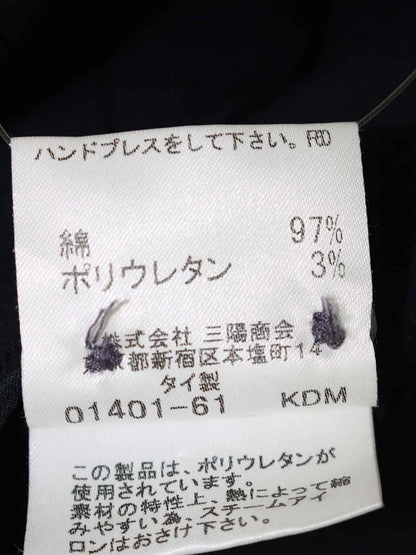 ハンドプレスをして下さい。F8D
綿 97%
ポリウレタン 3%
株式会社 三陽商会
都新宿区本塩町14
タイ製
01401-61 KDM
この製品は、ポリウレタンが
使用されています。
素材の特性上、熱によって縮
みやすい為、スチームアイ
ロンはおさけ下さい。